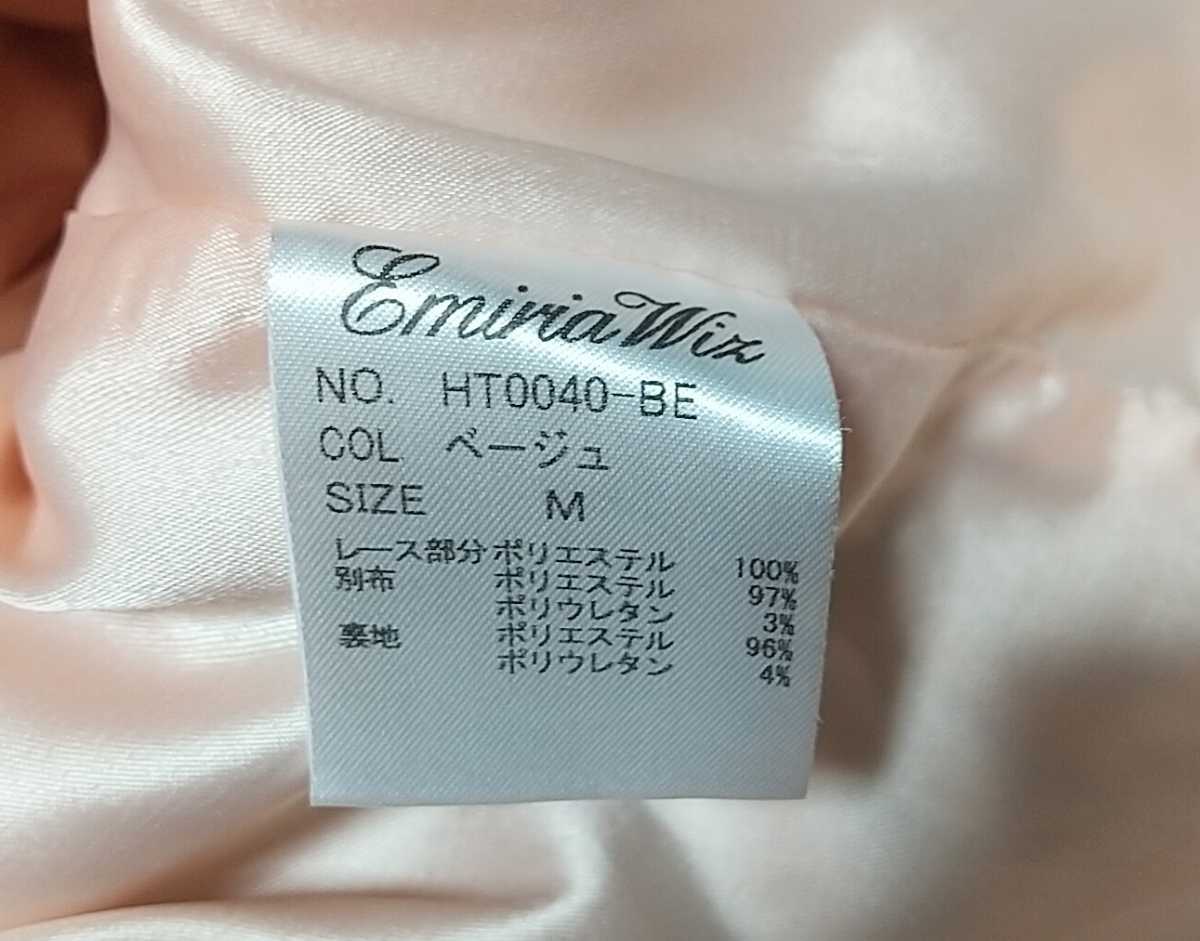 EmiriaWiz
NO. HT0040-BE
COL ベージュ
SIZE M
レース部分 ポリエステル 100%
別布 ポリエステル 97%
ポリウレタン 3%
裏地 ポリエステル 96%
ポリウレタン 4%